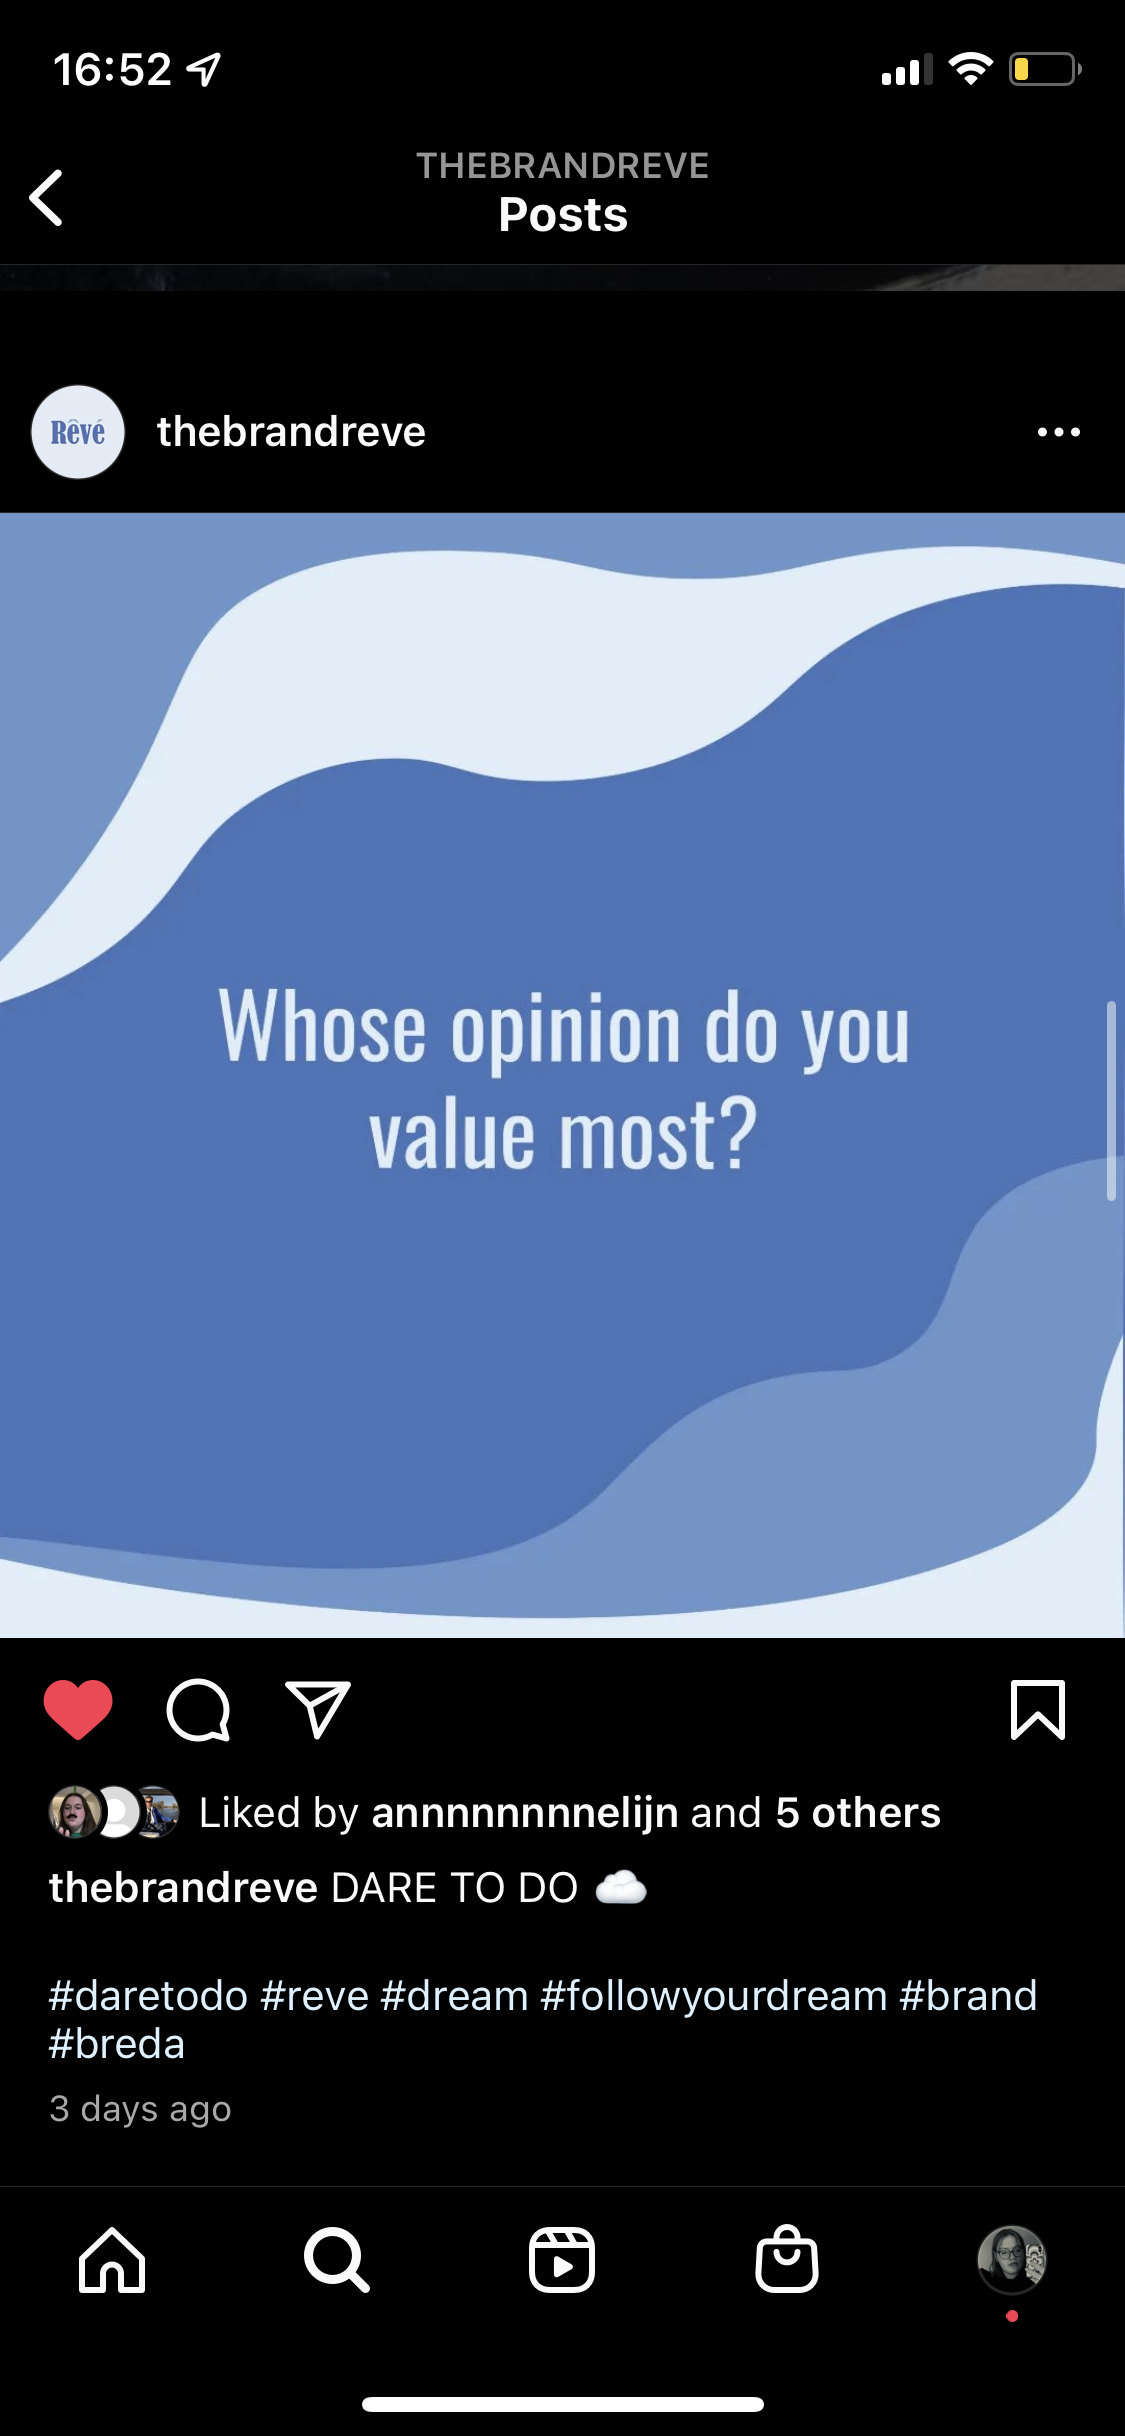 16:52
THEBRANDREVE
Posts
Rêvé
thebrandreve
Whose opinion do you
value most?
Liked by annnnnnnnelijn and 5 others
thebrandreve DARE TO DO ☁️
#daretodo #reve #dream #followyourdream #brand
#breda
3 days ago